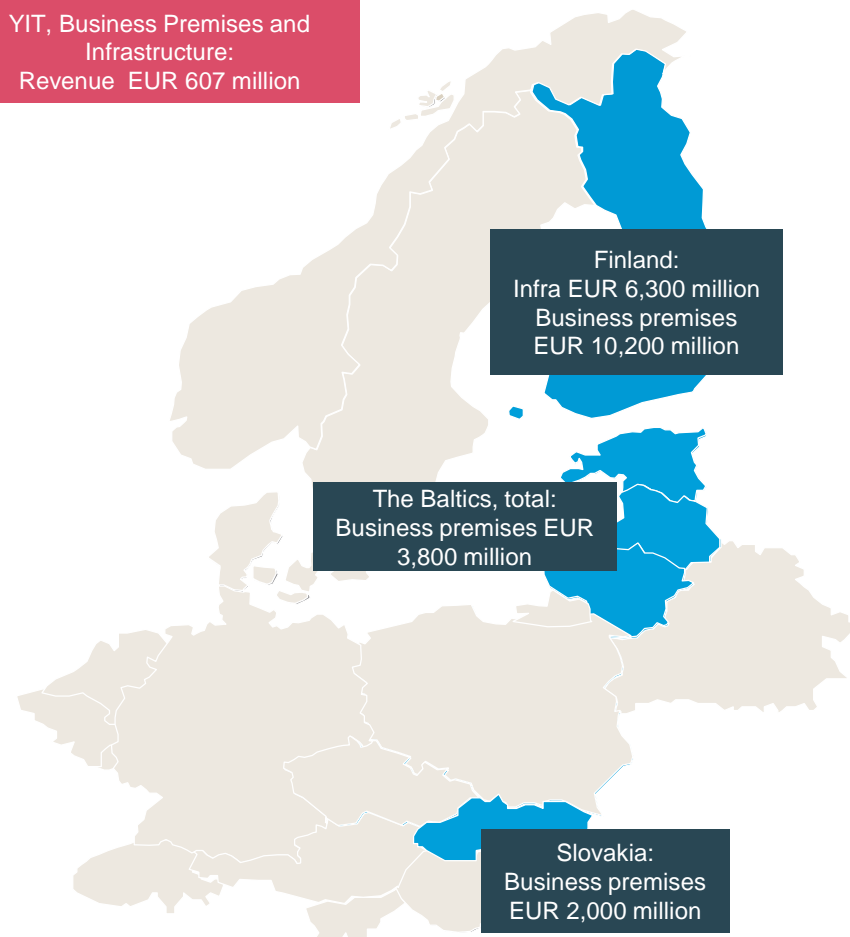 YIT, Business Premises and
Infrastructure:
Revenue EUR 607 million
Finland:
Infra EUR 6,300 million
Business premises
EUR 10,200 million
The Baltics, total:
Business premises EUR
3,800 million
Slovakia:
Business premises
EUR 2,000 million